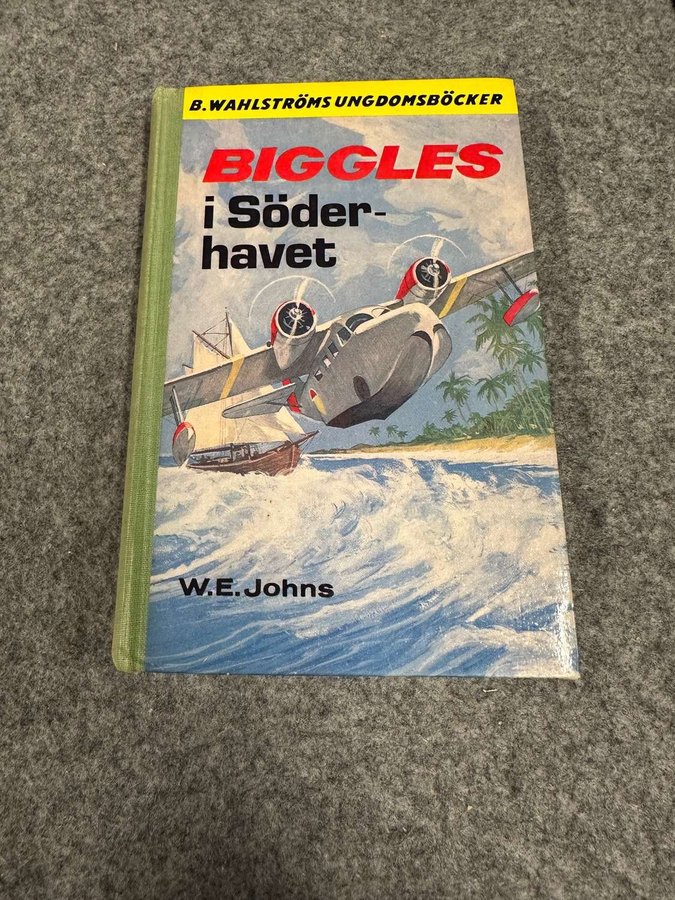 B. WAHLSTRÖMS UNGDOMSBÖCKER
BIGGLES
i Söder-
havet
W.E. Johns